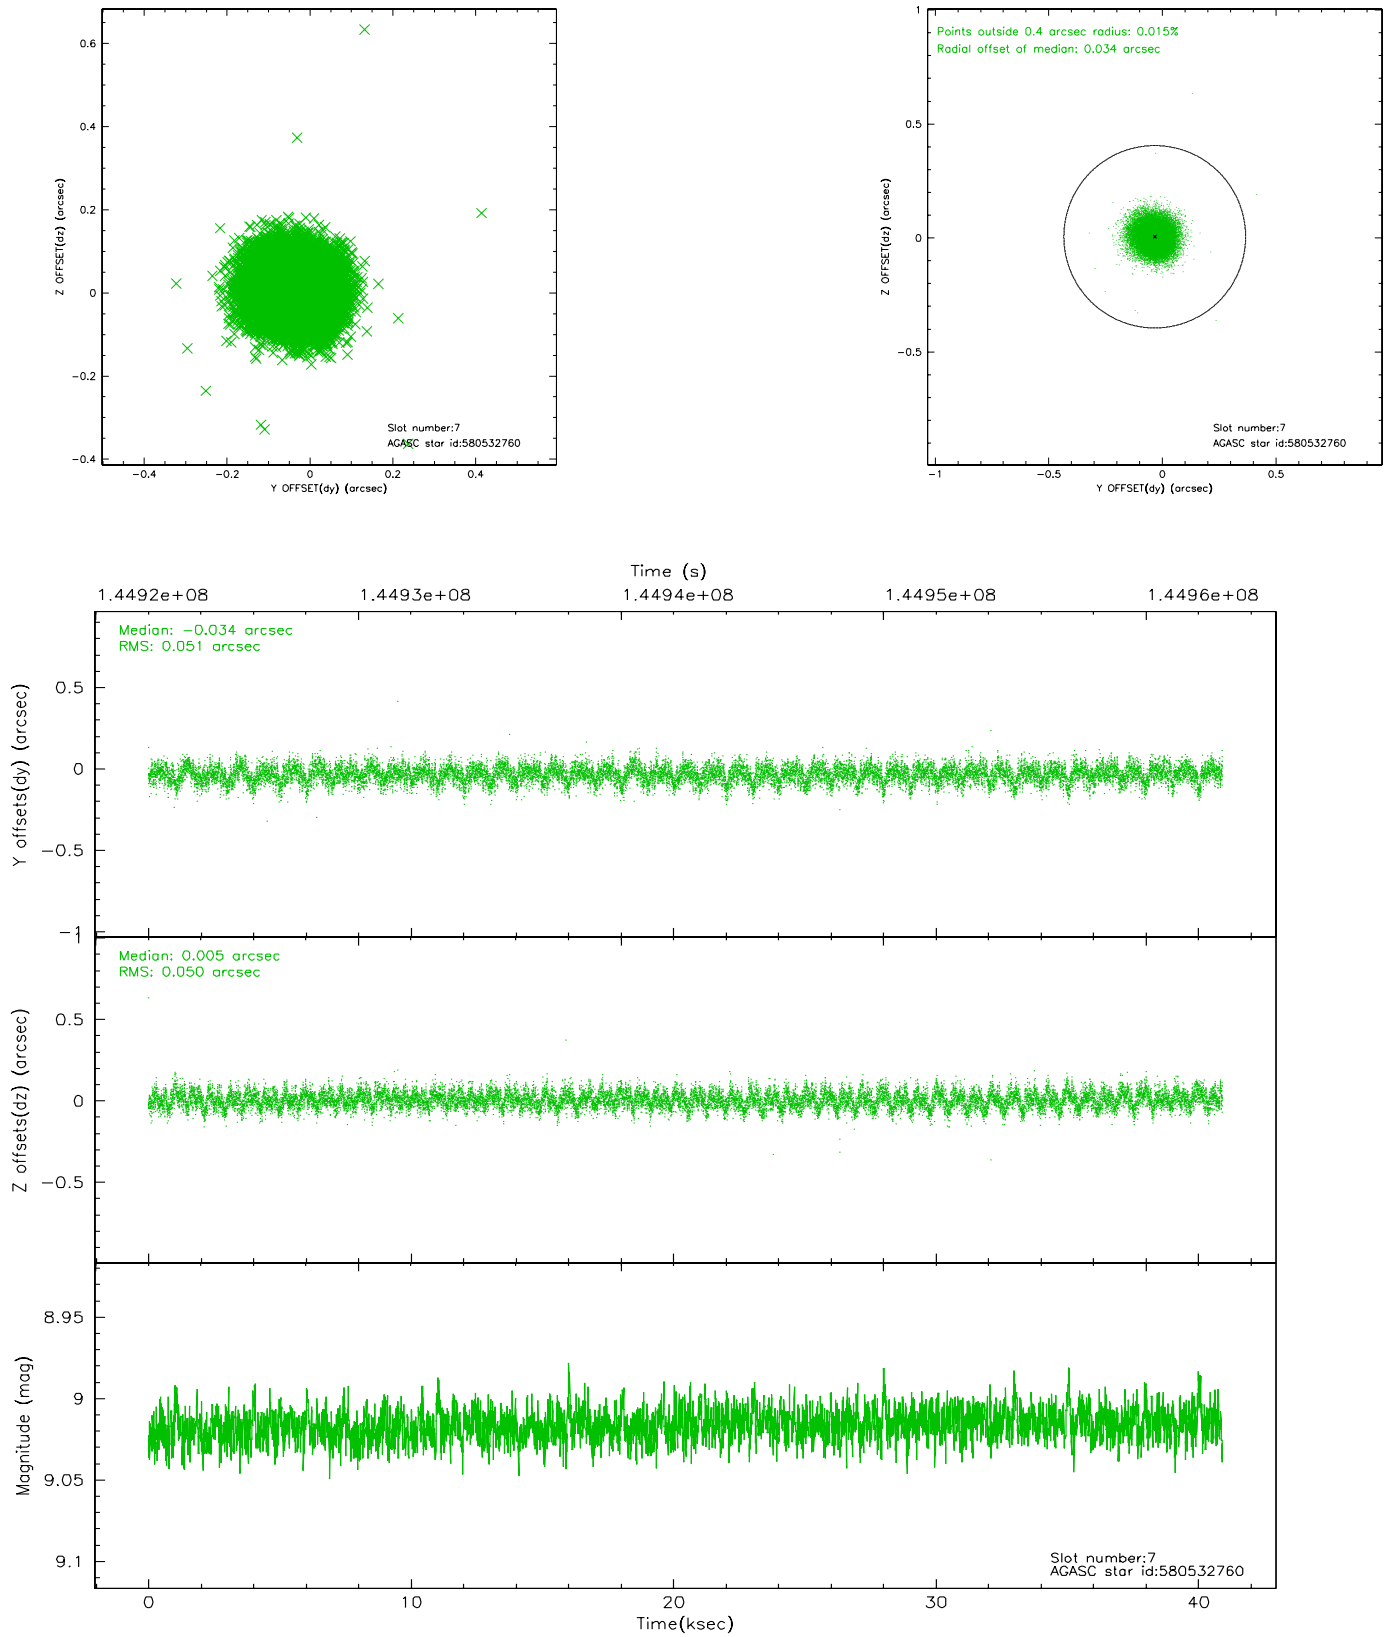 0.6
0.4
0.2
0
−0.2
−0.4
Z OFFSET(dz) (arcsec)
Slot number:7
AGASC star id:580532760
−0.4 −0.2 0 0.2 0.4
Y OFFSET(dy) (arcsec)
1
0.5
0
−0.5
Z OFFSET(dz) (arcsec)
Points outside 0.4 arcsec radius: 0.015%
Radial offset of median: 0.034 arcsec
Slot number:7
AGASC star id:580532760
−1 −0.5 0 0.5
Y OFFSET(dy) (arcsec)
Time (s)
1.4492e+08 1.4493e+08 1.4494e+08 1.4495e+08 1.4496e+08
Median: −0.034 arcsec
RMS: 0.051 arcsec
0.5
0
−0.5
−1
Y offsets(dy) (arcsec)
1
Median: 0.005 arcsec
RMS: 0.050 arcsec
0.5
0
−0.5
Z offsets(dz) (arcsec)
8.95
9
9.05
9.1
Magnitude (mag)
Slot number:7
AGASC star id:580532760
0 10 20 30 40
Time(ksec)